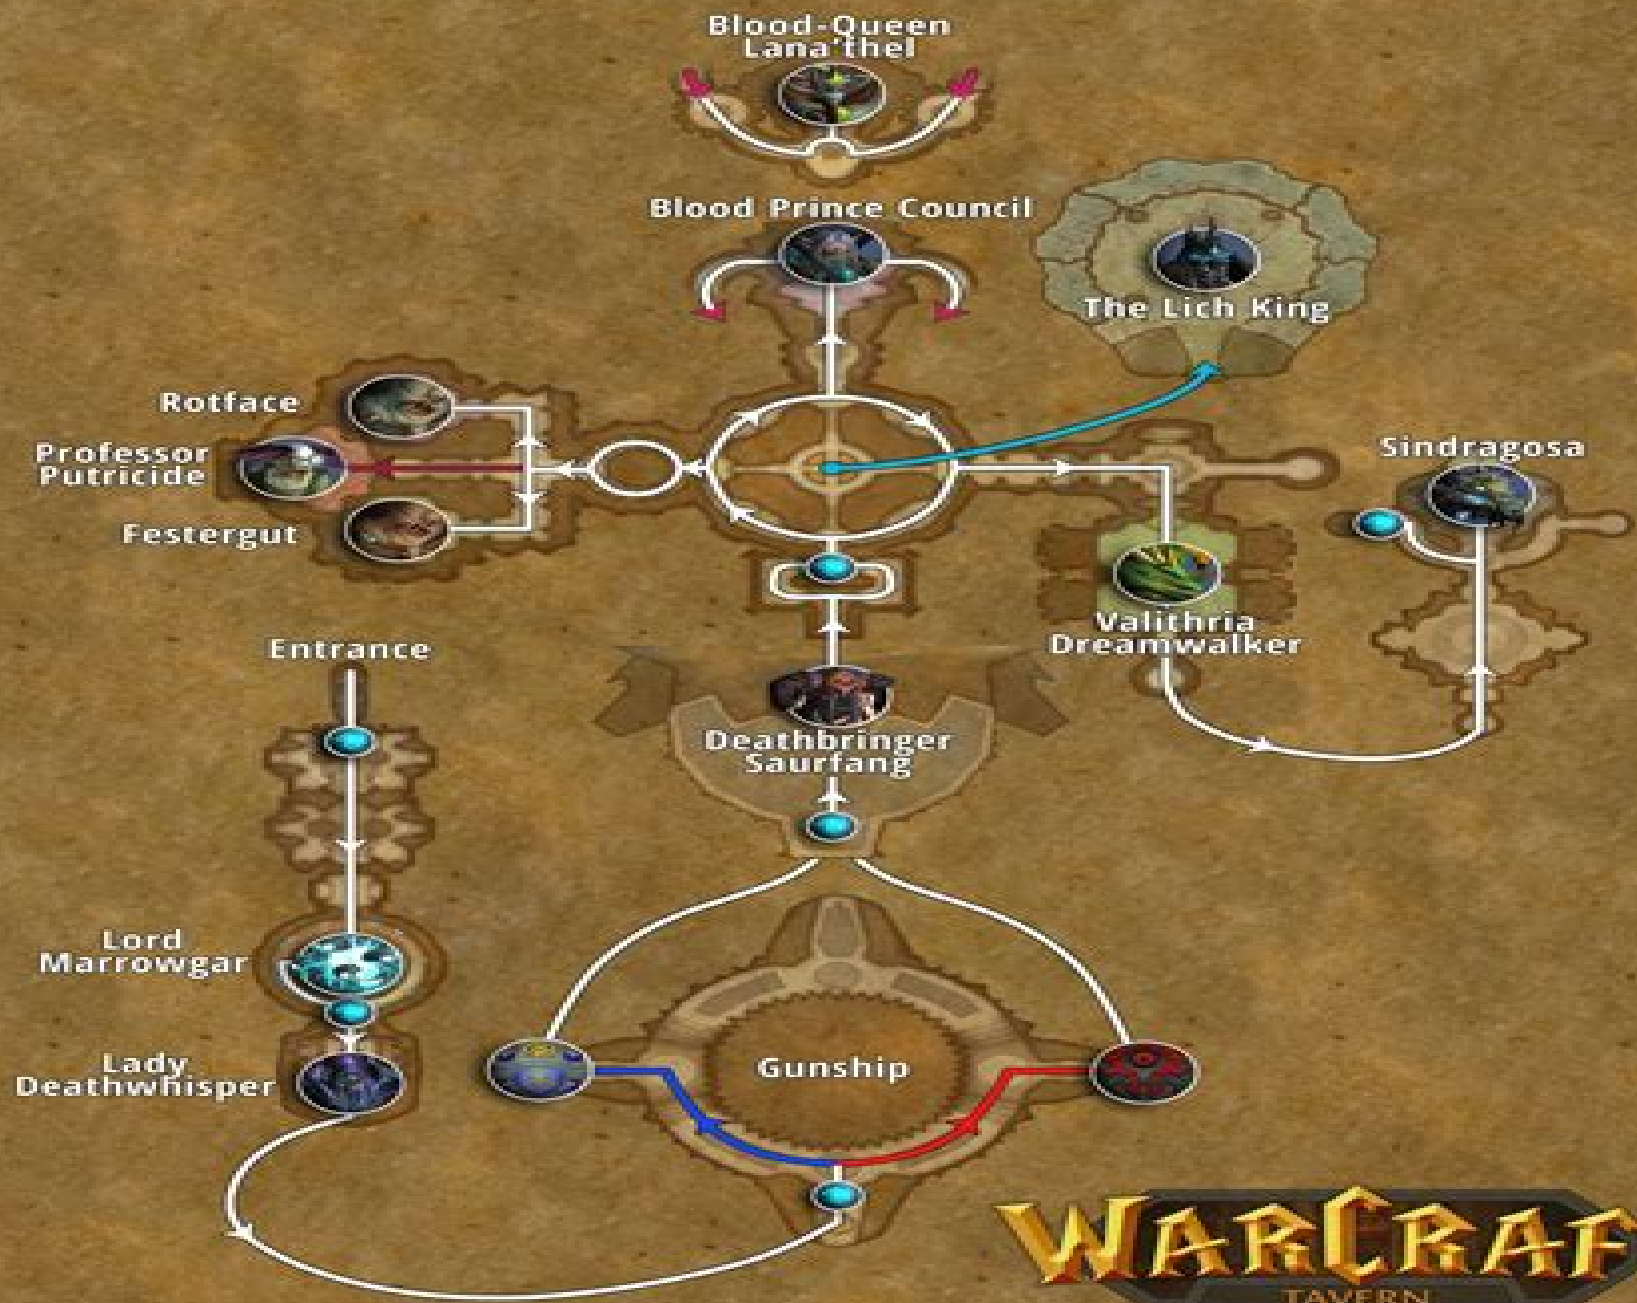 Blood-Queen
Lana'thel
Blood Prince Council
The Lich King
Rotface
Professor
Putricide
Festergut
Sindragosa
Valithria
Dreamwalker
Entrance
Deathbringer
Saurfang
Lord
Marrowgar
Lady
Deathwhisper
Gunship
WARCRAF
TAVERN